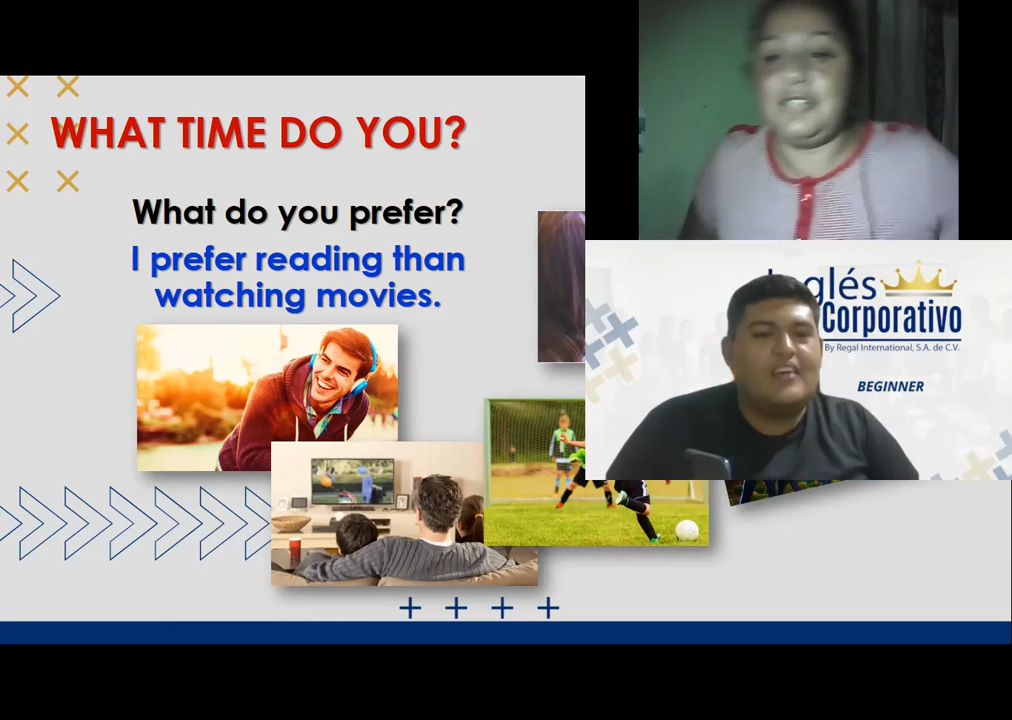 WHAT TIME DO YOU?
What do you prefer?
I prefer reading than
watching movies.
Inglés
Corporativo
By Regal International, S.A. de C.V.
BEGINNER